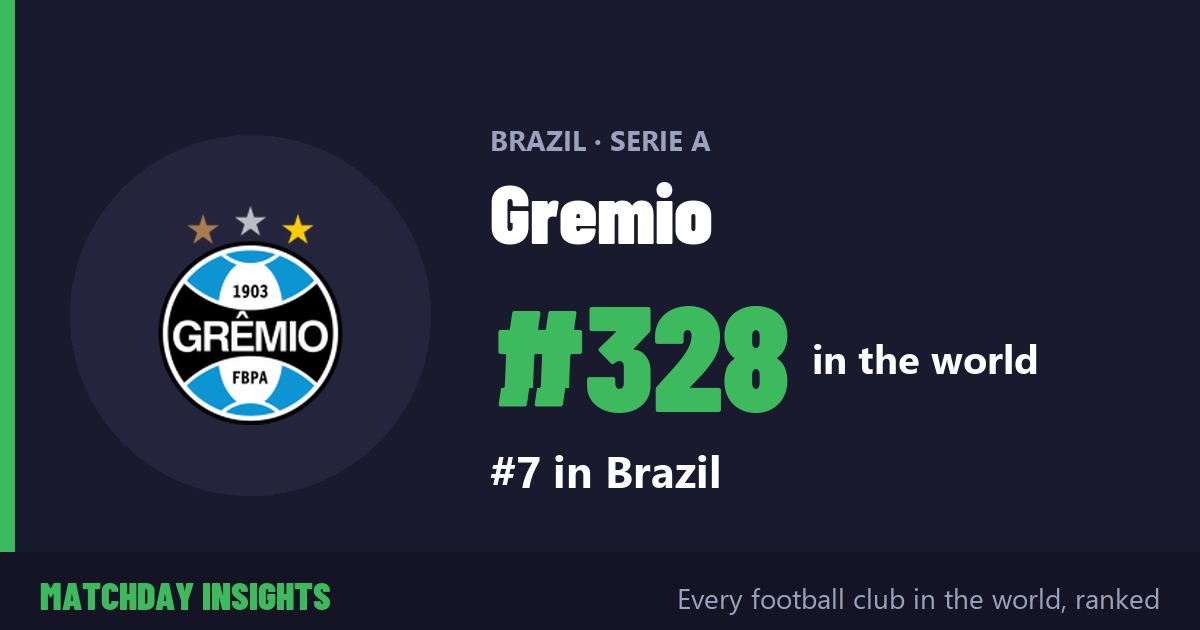 BRAZIL · SERIE A
Gremio
1903
GRÊMIO
FBPA
#328 in the world
#7 in Brazil
MATCHDAY INSIGHTS
Every football club in the world, ranked